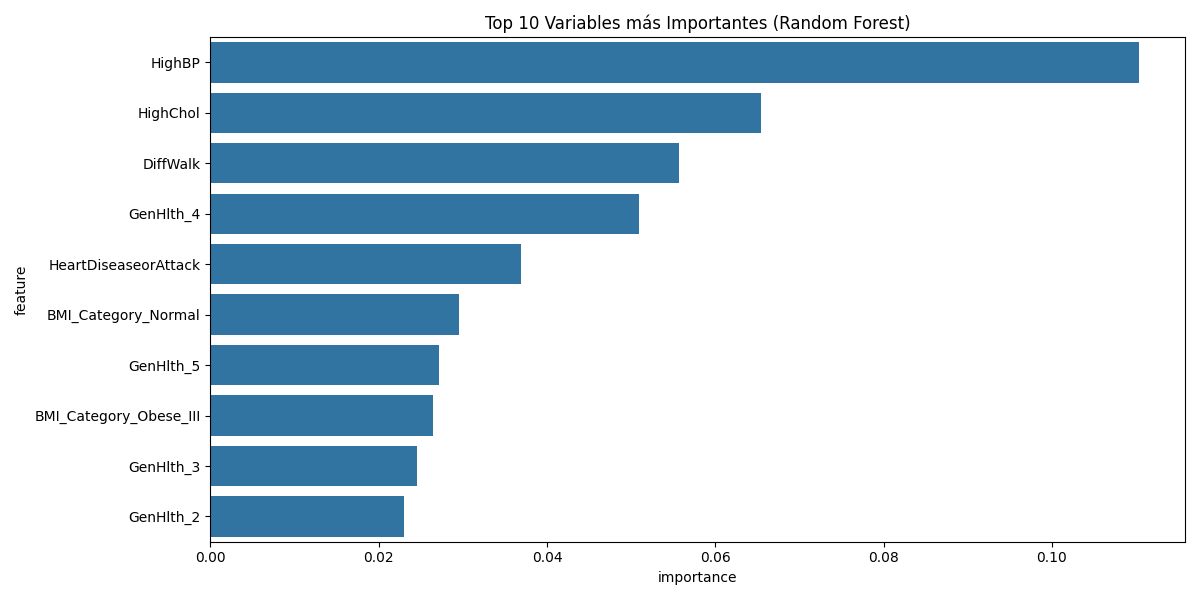 Top 10 Variables más Importantes (Random Forest)
feature
HighBP
HighChol
DiffWalk
GenHlth_4
HeartDiseaseorAttack
BMI_Category_Normal
GenHlth_5
BMI_Category_Obese_III
GenHlth_3
GenHlth_2
0.00 0.02 0.04 0.06 0.08 0.10
importance